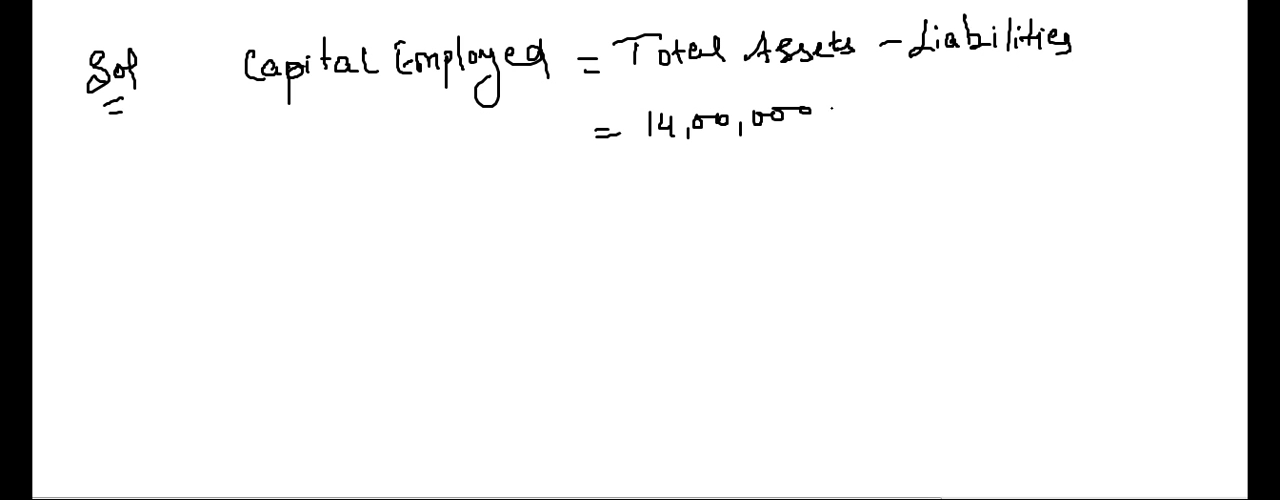 Sol Capital Employed = Total Assets - Liabilities
= 14,00,000